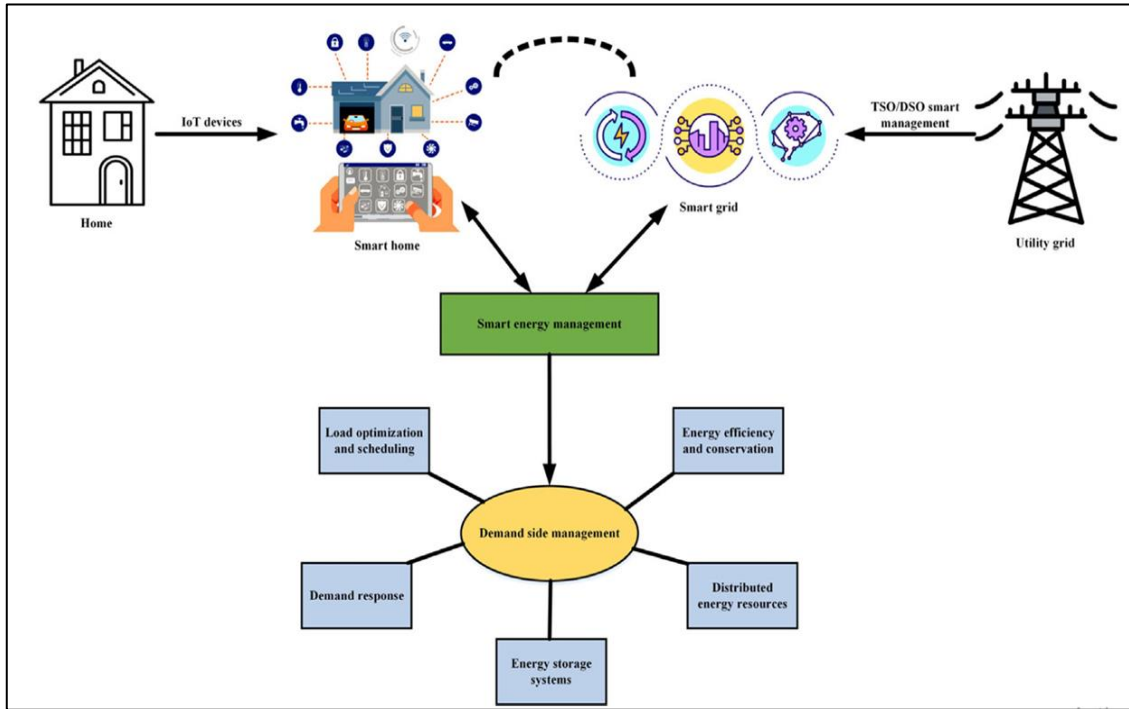 IoT devices
TSO/DSO smart
management
Home
Smart home
Smart grid
Utility grid
Smart energy management
Load optimization
and scheduling
Energy efficiency
and conservation
Demand side management
Demand response
Distributed
energy resources
Energy storage
systems